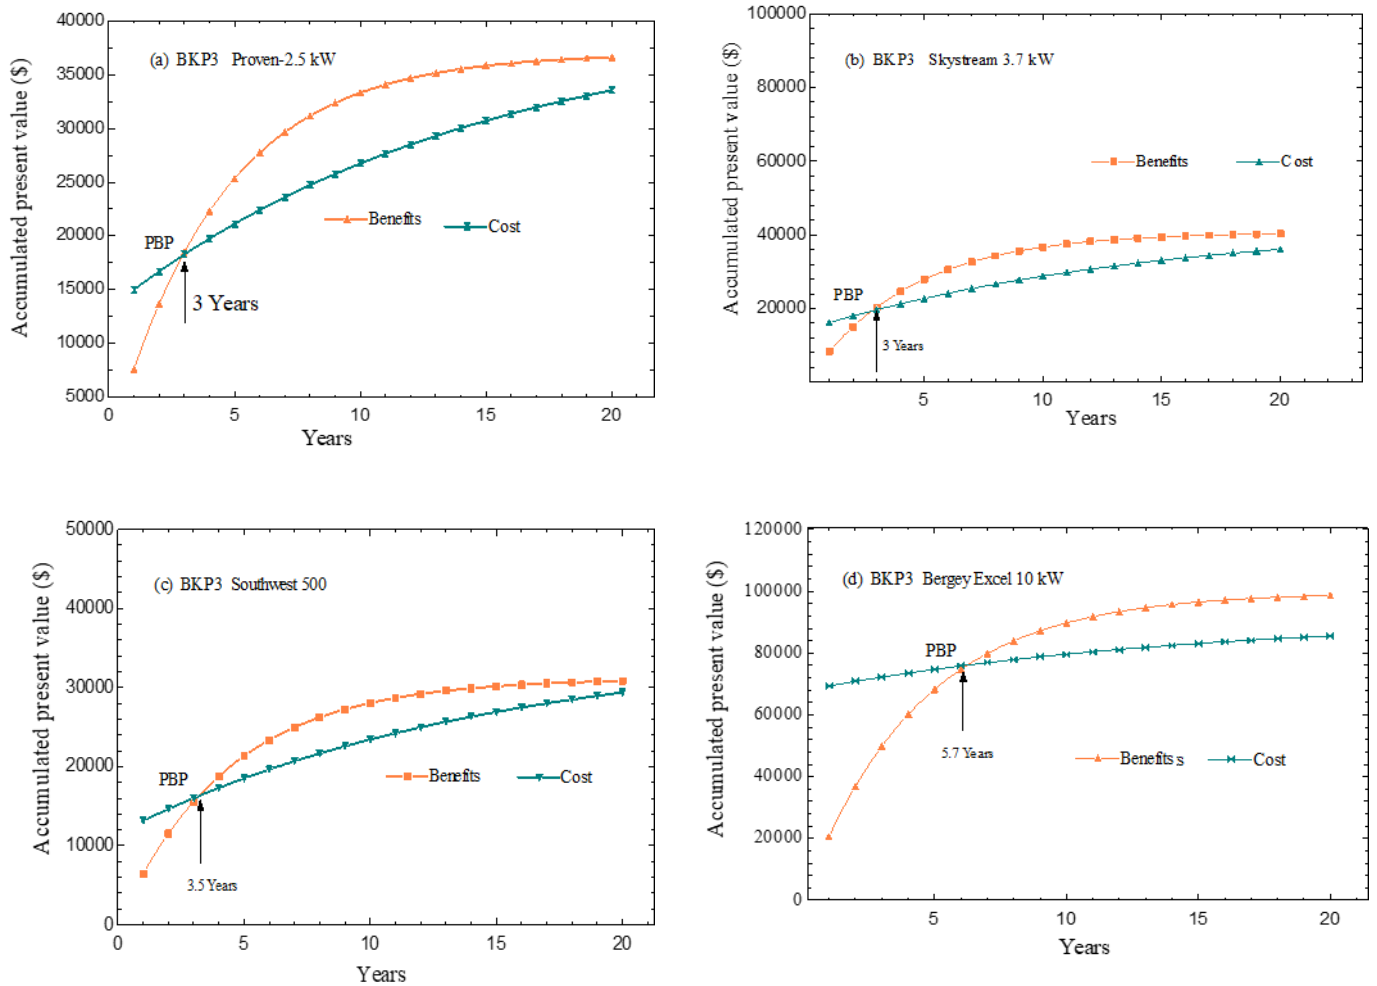 (a) BKP3 Proven-2.5 kW
Accumulated present value ($)
40000
35000
30000
25000
20000
15000
10000
5000
PBP
3 Years
Benefits
Cost
0
5
10
15
20
Years
(b) BKP3 Skystream 3.7 kW
Accumulated present value ($)
100000
80000
60000
40000
20000
Benefits
Cost
PBP
3 Years
5
10
15
20
Years
(c) BKP3 Southwest 500
Accumulated present value ($)
50000
40000
30000
20000
10000
0
PBP
3.5 Years
Benefits
Cost
0
5
10
15
20
Years
(d) BKP3 Bergey Excel 10 kW
Accumulated present value ($)
120000
100000
80000
60000
40000
20000
0
PBP
5.7 Years
Benefits s
Cost
5
10
15
20
Years